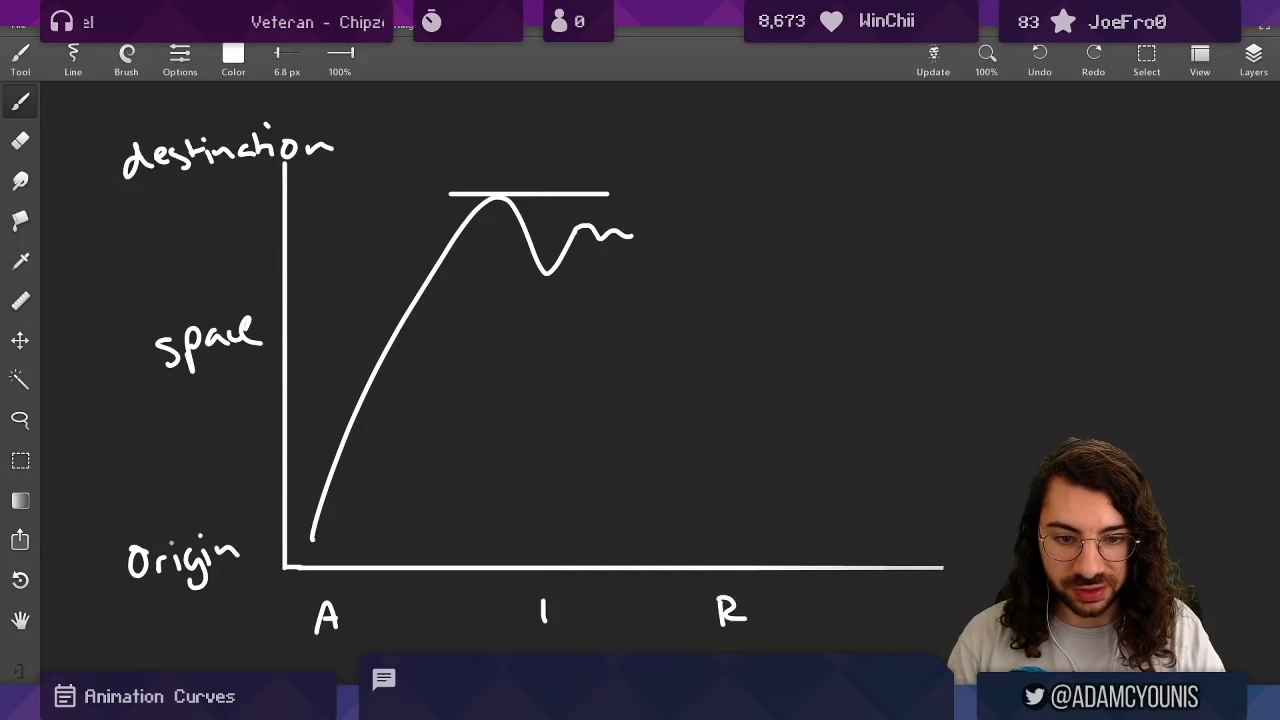 el
Veteran - Chipze
0
8,673 WinChii
83 JoeFro0
Tool
Line
Brush
Options
Color
6.8 px
100%
Update
100%
Undo
Redo
Select
View
Layers
destination
space
Origin
A I R
Animation Curves
@ADAMCYOUNIS